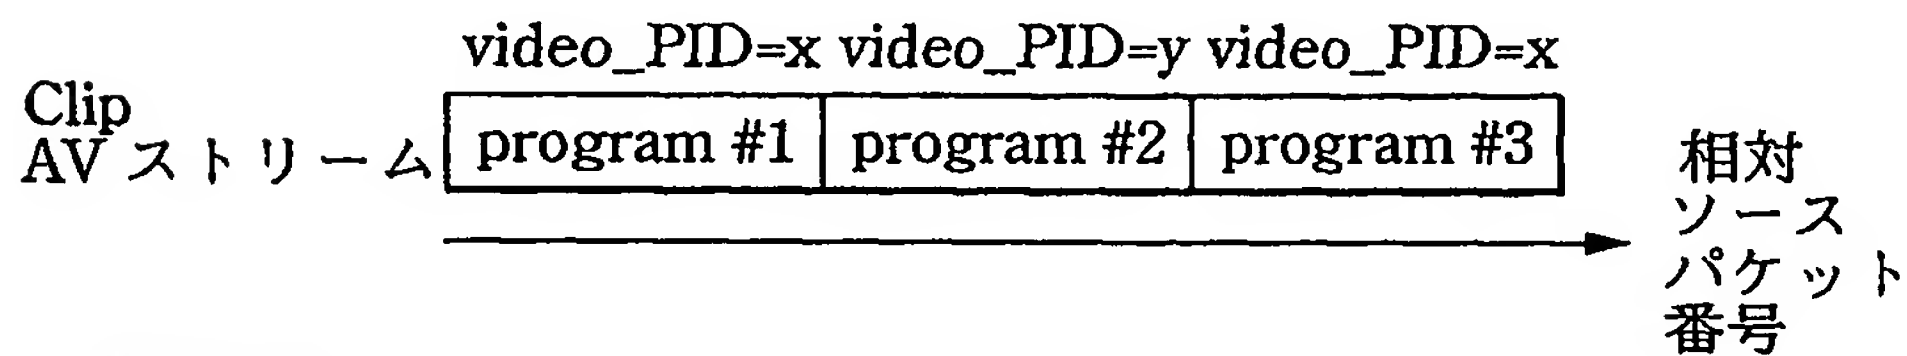 video_PID=x video_PID=y video_PID=x
Clip
AVストリーム
program #1 program #2 program #3
相対
ソース
パケット
番号